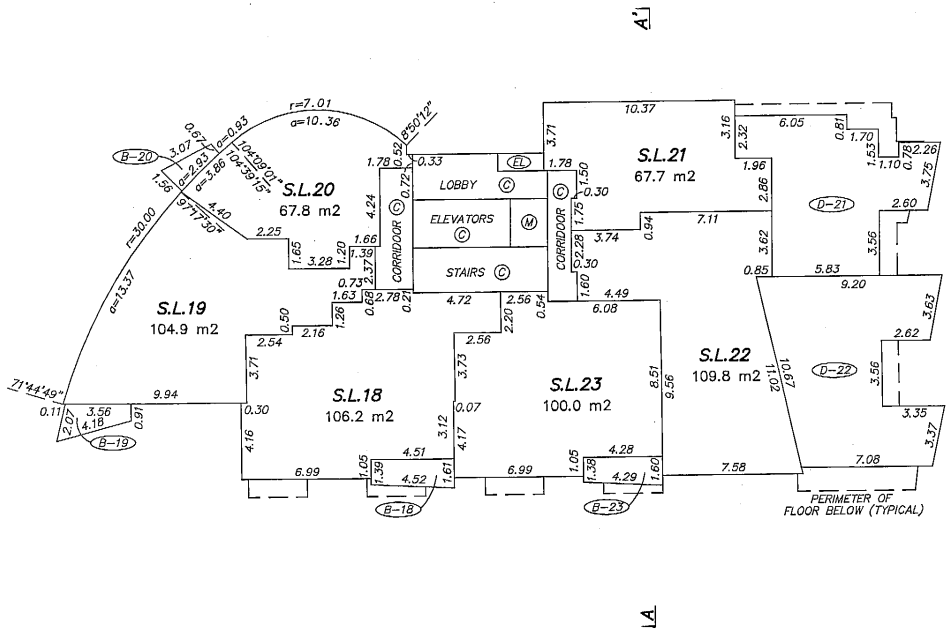 A'
r=7.01
a=10.36
8°50'12"
0.67
a=0.93
3.07
B-20
a=2.93
a=3.86
104°09'01"
104°39'15"
1.56
97°17'30"
S.L.20
67.8 m2
1.78
0.52
0.33
0.72
4.24
4.40
2.25
1.65
3.28
1.20
1.66
1.39
2.37
0.73
CORRIDOR C
EL
LOBBY C
ELEVATORS
C
M
STAIRS C
CORRIDOR C
1.78
1.50
0.30
1.75
2.28
0.30
1.60
10.37
3.71
3.16
S.L.21
67.7 m2
2.32
6.05
0.81
1.70
1.53
1.10
0.78
2.26
3.75
1.96
2.86
D-21
2.60
3.74
0.94
7.11
3.62
3.56
0.85
5.83
9.20
r=30.00
a=13.37
S.L.19
104.9 m2
1.63
0.68
2.78
0.21
1.26
0.50
2.16
2.54
3.71
4.72
2.56
0.54
2.20
2.56
3.73
4.49
6.08
3.63
2.62
71°44'49"
9.94
0.11
3.56
2.07
4.18
0.91
B-19
0.30
4.16
S.L.18
106.2 m2
0.07
3.12
4.17
S.L.23
100.0 m2
8.51
9.56
S.L.22
109.8 m2
10.67
11.02
D-22
3.56
3.35
3.37
6.99
1.05
1.39
4.51
4.52
1.61
B-18
6.99
1.05
1.38
4.28
4.29
1.60
B-23
7.58
7.08
PERIMETER OF
FLOOR BELOW (TYPICAL)
A